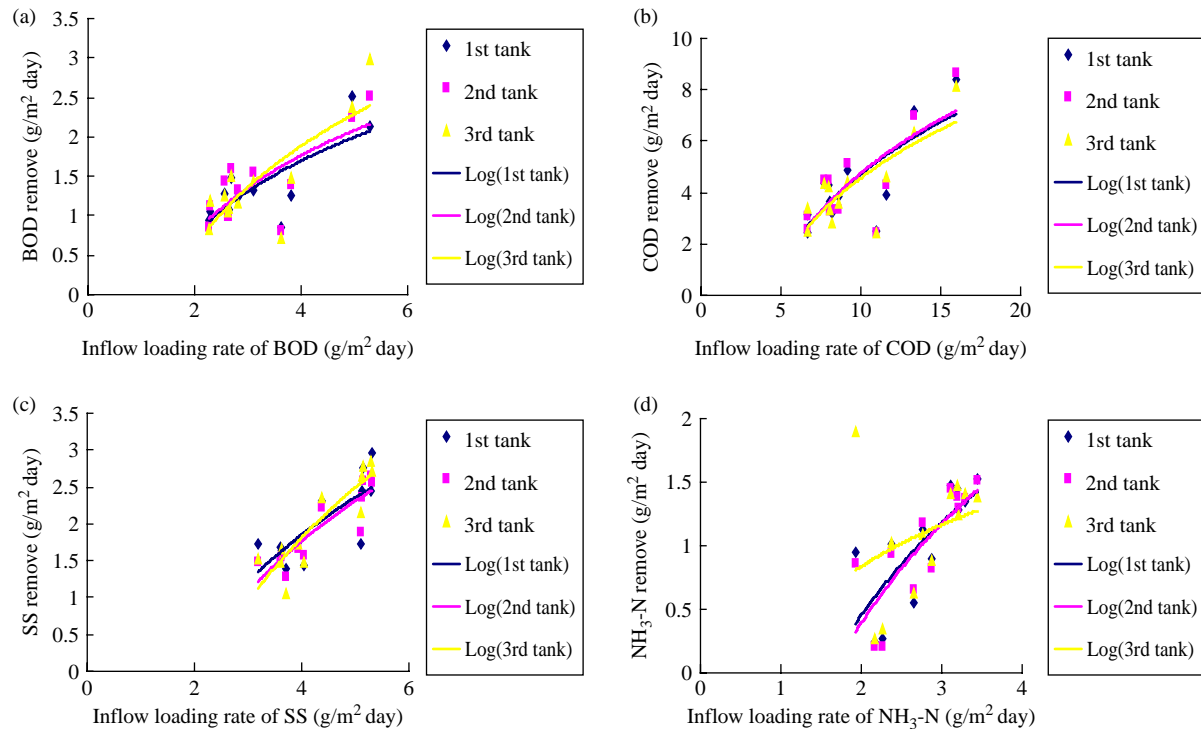 (a)
3.5
3
2.5
2
1.5
1
0.5
0
0
2
4
6
BOD remove (g/m² day)
Inflow loading rate of BOD (g/m² day)
1st tank
2nd tank
3rd tank
Log(1st tank)
Log(2nd tank)
Log(3rd tank)
(b)
10
8
6
4
2
0
0
5
10
15
20
COD remove (g/m² day)
Inflow loading rate of COD (g/m² day)
1st tank
2nd tank
3rd tank
Log(1st tank)
Log(2nd tank)
Log(3rd tank)
(c)
3.5
3
2.5
2
1.5
1
0.5
0
0
2
4
6
SS remove (g/m² day)
Inflow loading rate of SS (g/m² day)
1st tank
2nd tank
3rd tank
Log(1st tank)
Log(2nd tank)
Log(3rd tank)
(d)
2
1.5
1
0.5
0
0
1
2
3
4
NH₃-N remove (g/m² day)
Inflow loading rate of NH₃-N (g/m² day)
1st tank
2nd tank
3rd tank
Log(1st tank)
Log(2nd tank)
Log(3rd tank)